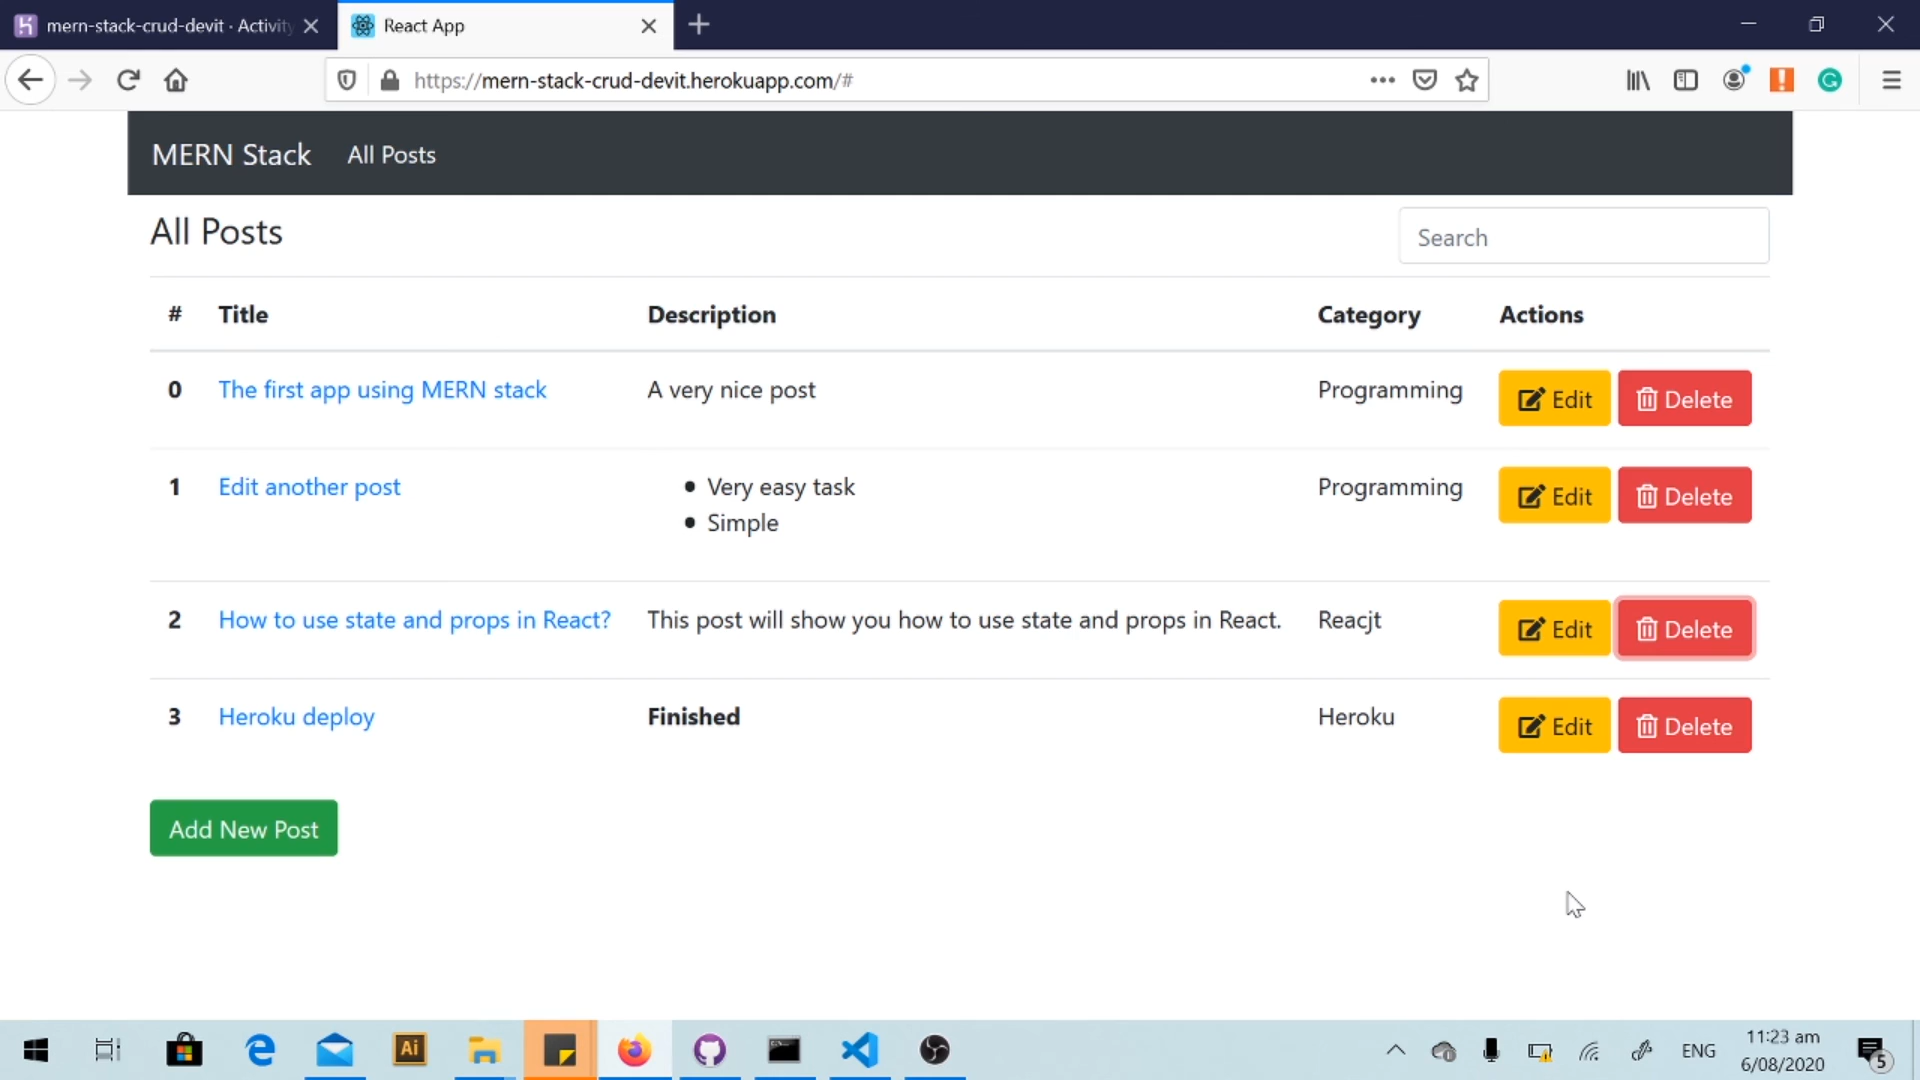 mern-stack-crud-devit · Activity
React App
https://mern-stack-crud-devit.herokuapp.com/#
MERN Stack All Posts
All Posts
Search
# Title Description Category Actions
0 The first app using MERN stack A very nice post Programming Edit Delete
1 Edit another post Very easy task Programming Edit Delete
Simple
2 How to use state and props in React? This post will show you how to use state and props in React. Reacjt Edit Delete
3 Heroku deploy Finished Heroku Edit Delete
Add New Post
Ai
ENG
11:23 am
6/08/2020
5